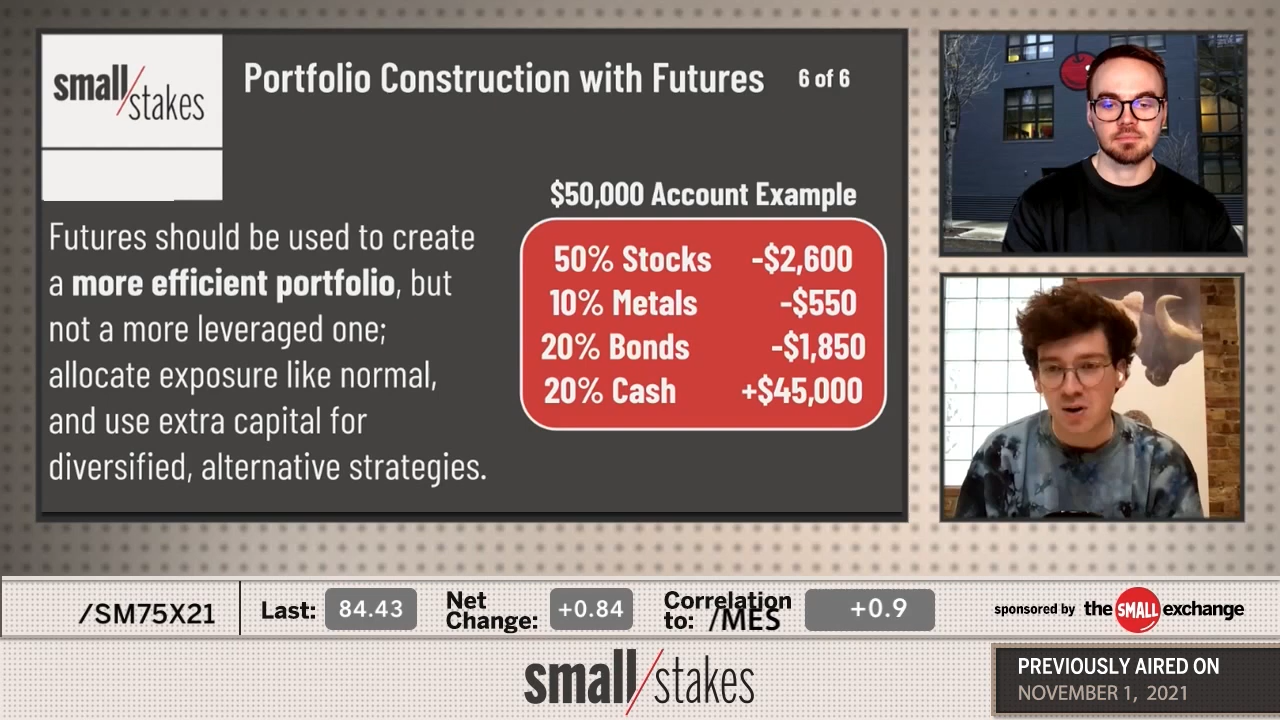 small/stakes
Portfolio Construction with Futures 6 of 6
Futures should be used to create
a more efficient portfolio, but
not a more leveraged one;
allocate exposure like normal,
and use extra capital for
diversified, alternative strategies.
$50,000 Account Example
50% Stocks -$2,600
10% Metals -$550
20% Bonds -$1,850
20% Cash +$45,000
/SM75X21
Last: 84.43
Net
Change: +0.84
Correlation
to: /MES +0.9
sponsored by the SMALL exchange
small/stakes
PREVIOUSLY AIRED ON
NOVEMBER 1, 2021